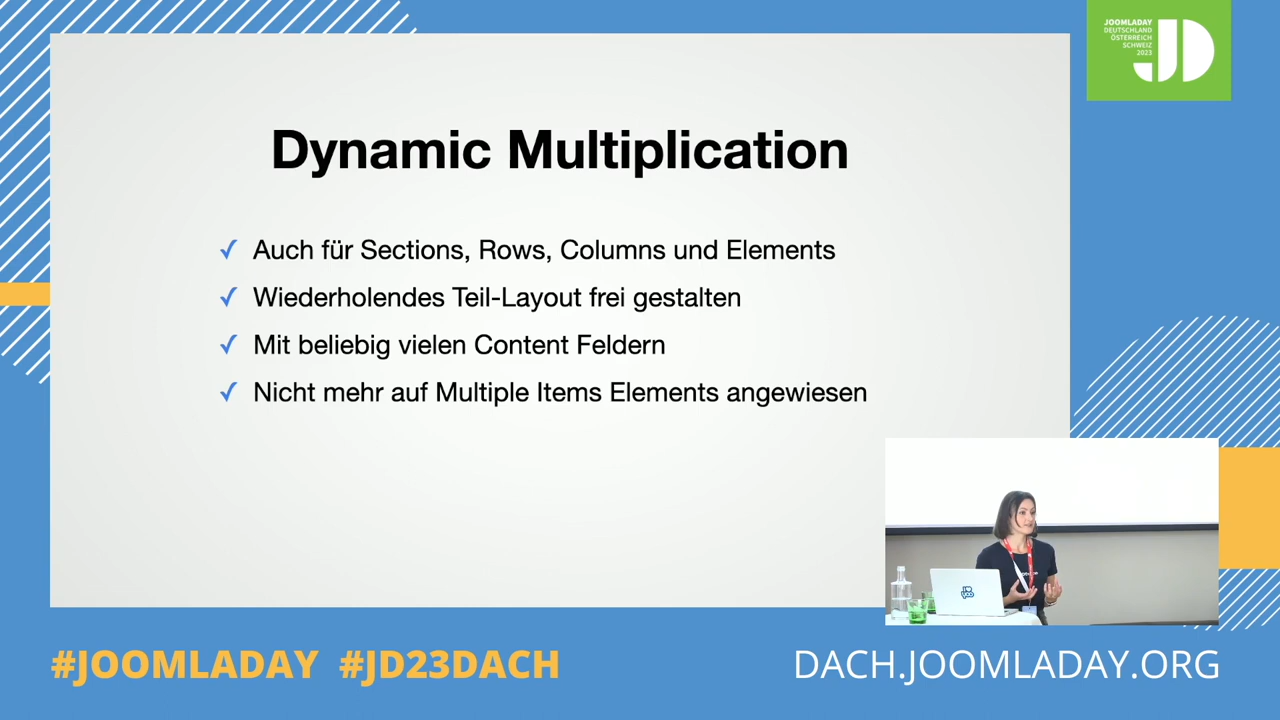 JOOMLADAY
DEUTSCHLAND
ÖSTERREICH
SCHWEIZ
2023
JD
Dynamic Multiplication
✓ Auch für Sections, Rows, Columns und Elements
✓ Wiederholendes Teil-Layout frei gestalten
✓ Mit beliebig vielen Content Feldern
✓ Nicht mehr auf Multiple Items Elements angewiesen
#JOOMLADAY #JD23DACH
DACH.JOOMLADAY.ORG